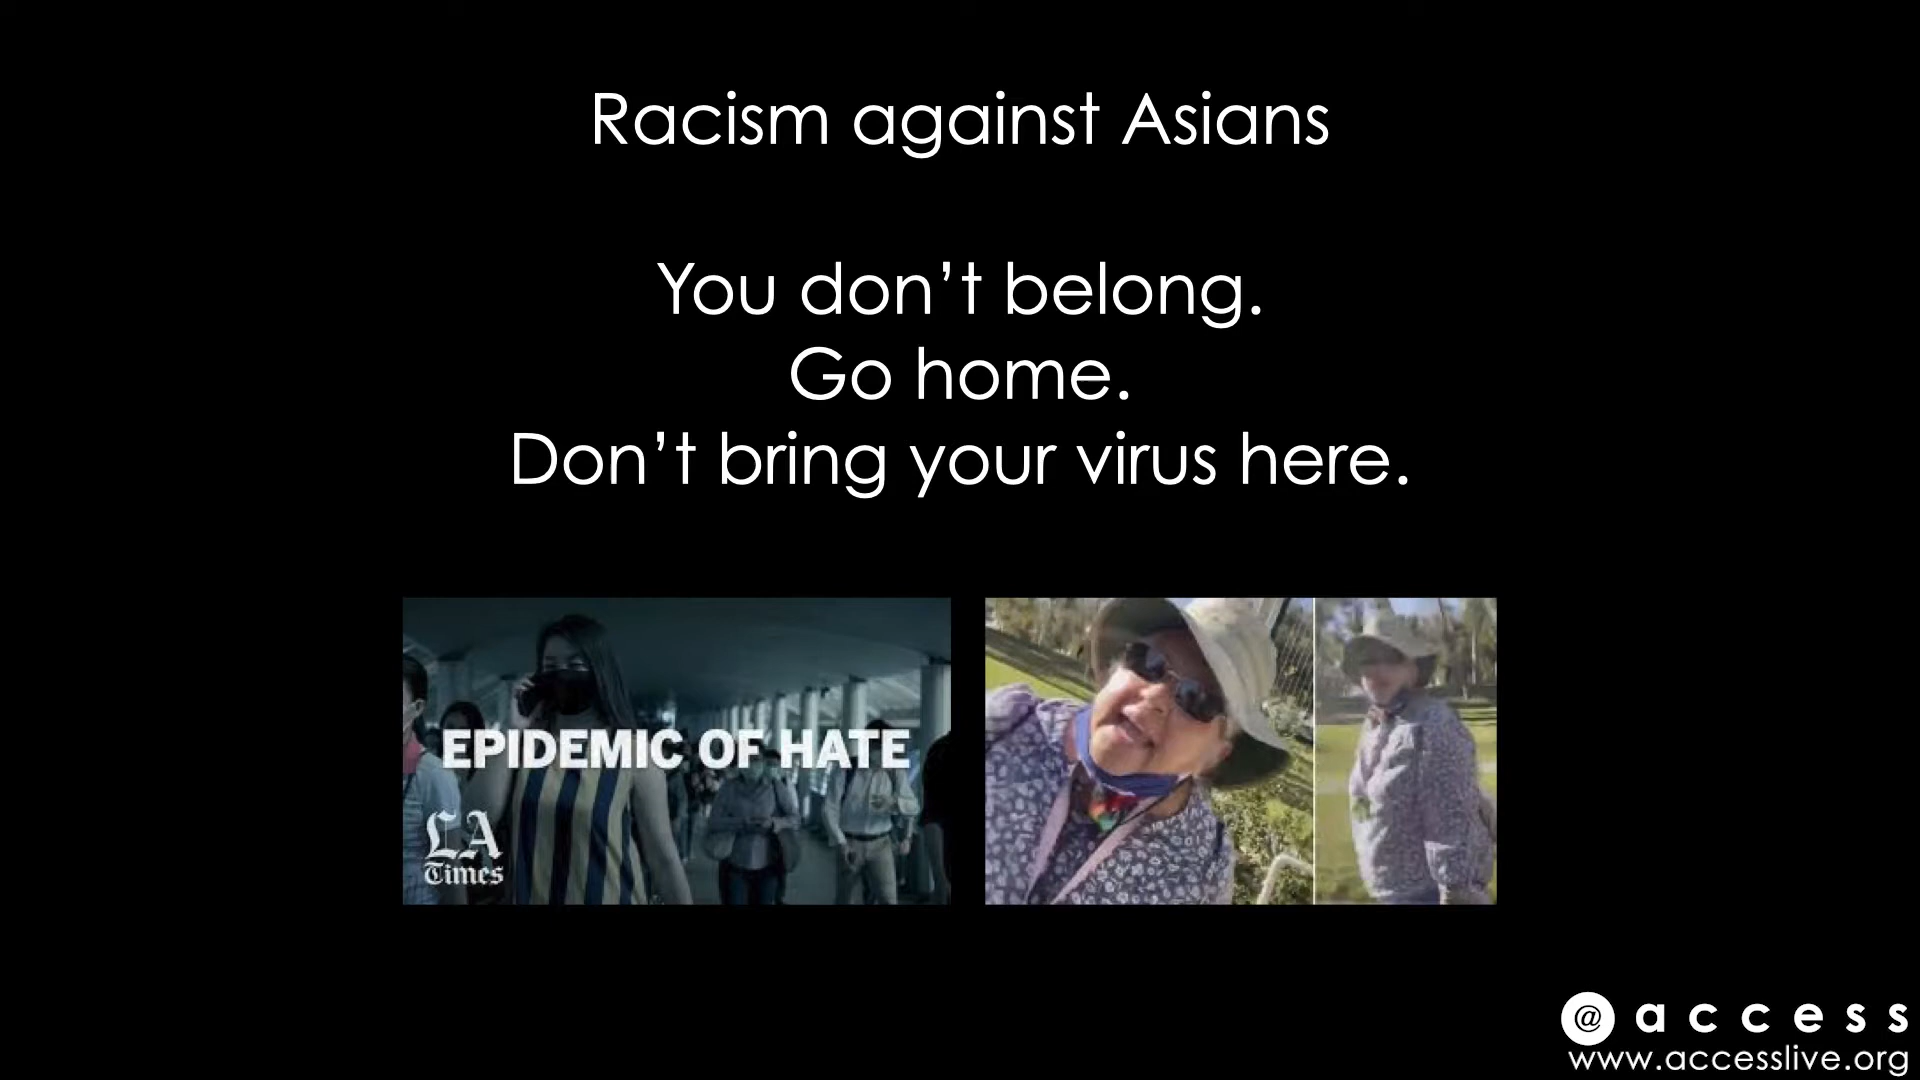 Racism against Asians
You don’t belong.
Go home.
Don’t bring your virus here.
EPIDEMIC OF HATE
LA
Times
@ access
www.accesslive.org